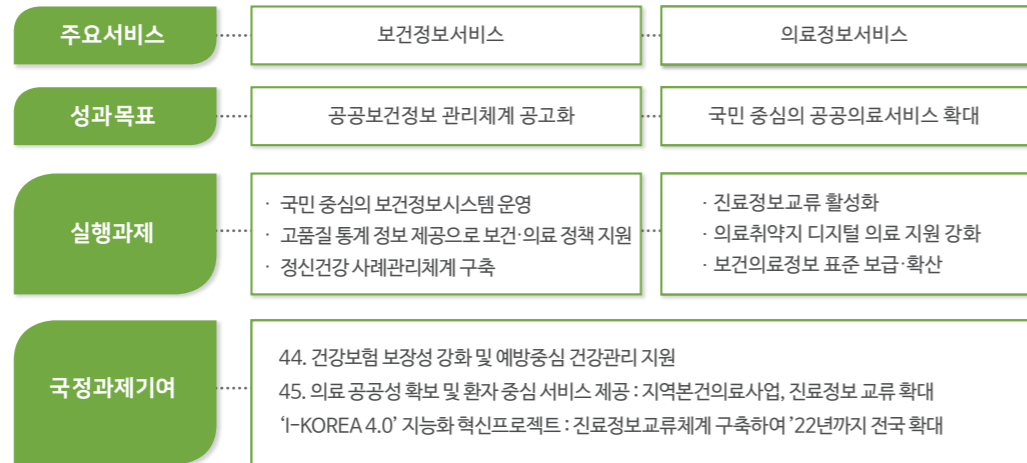 주요서비스
보건정보서비스
의료정보서비스
성과목표
공공보건정보 관리체계 공고화
국민 중심의 공공의료서비스 확대
실행과제
· 국민 중심의 보건정보시스템 운영
· 고품질 통계 정보 제공으로 보건·의료 정책 지원
· 정신건강 사례관리체계 구축
· 진료정보교류 활성화
· 의료취약지 디지털 의료 지원 강화
· 보건의료정보 표준 보급·확산
국정과제기여
44. 건강보험 보장성 강화 및 예방중심 건강관리 지원
45. 의료 공공성 확보 및 환자 중심 서비스 제공 : 지역본건의료사업, 진료정보 교류 확대
‘I-KOREA 4.0’ 지능화 혁신프로젝트 : 진료정보교류체계 구축하여 ’22년까지 전국 확대